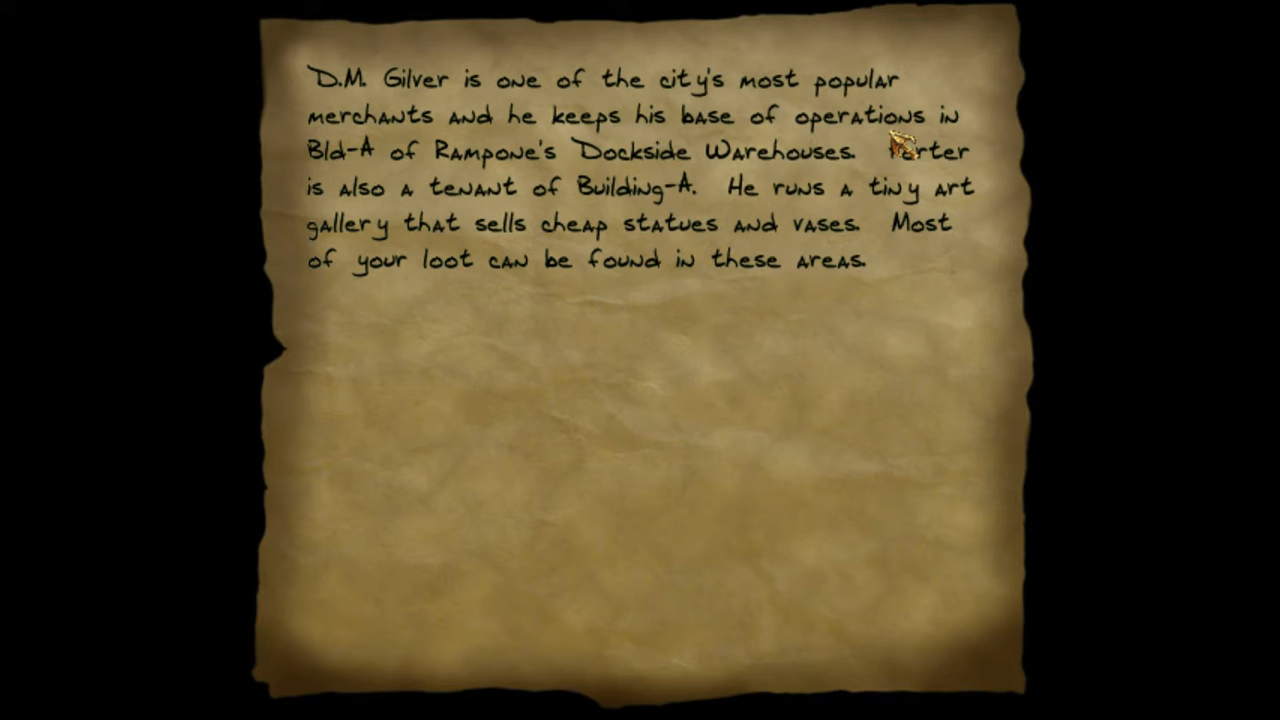 D.M. Gilver is one of the city's most popular
merchants and he keeps his base of operations in
Bld-A of Rampone's Dockside Warehouses.
is also a tenant of Building-A. He runs a tiny art
gallery that sells cheap statues and vases. Most
of your loot can be found in these areas.